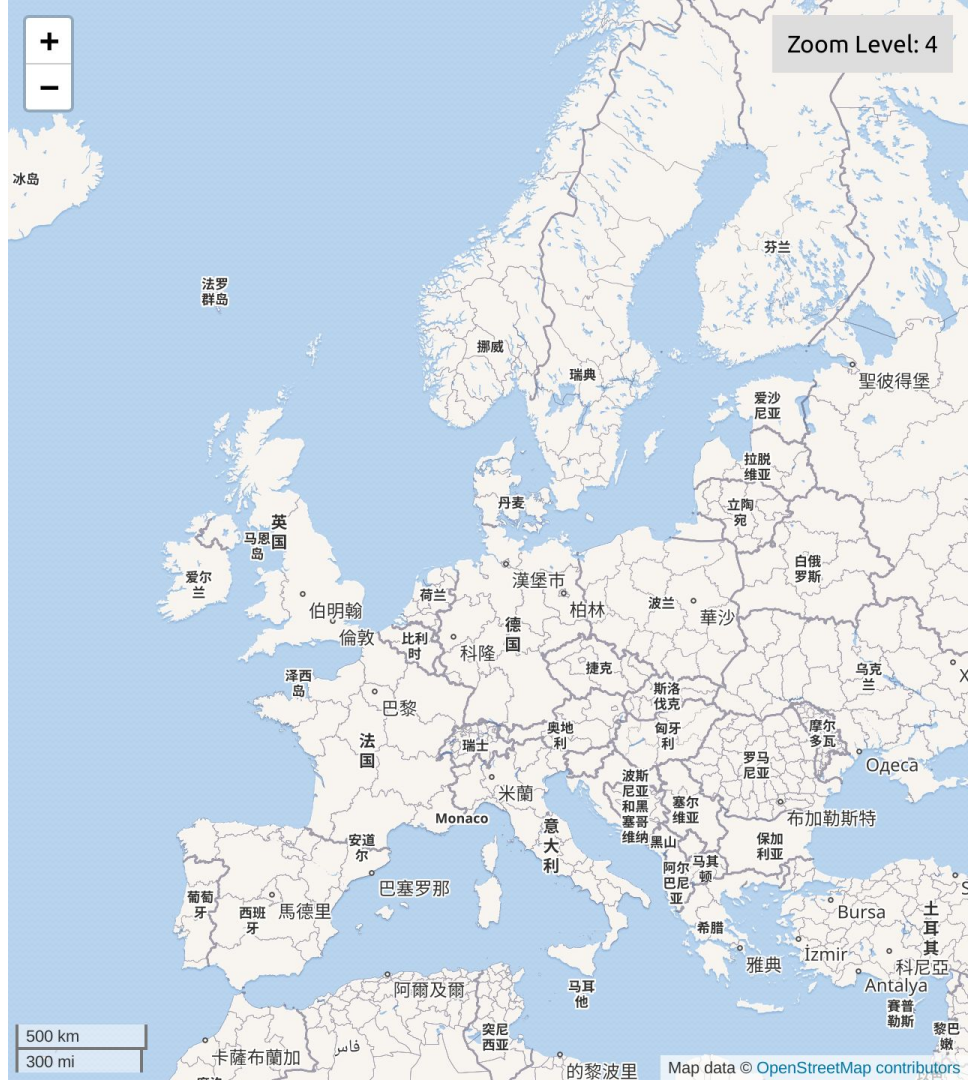 +
−
Zoom Level: 4
冰岛
法罗
群岛
芬兰
挪威
瑞典
聖彼得堡
爱沙
尼亚
拉脱
维亚
立陶
宛
丹麦
英
国
马恩
岛
爱尔
兰
白俄
罗斯
漢堡市
荷兰
柏林
波兰
華沙
伯明翰
倫敦
德
国
比利
时
科隆
捷克
乌克
兰
泽西
岛
斯洛
伐克
巴黎
奥地
利
匈牙
利
摩尔
多瓦
法
国
瑞士
罗马
尼亚
Одеса
米蘭
波斯
尼亚
和黑
塞哥
维纳
塞尔
维亚
布加勒斯特
Monaco
意
大
利
安道
尔
黑山
保加
利亚
阿尔
巴尼
亚
马其
顿
巴塞罗那
葡萄
牙
西班
牙
馬德里
希腊
Bursa
土
耳
其
İzmir
雅典
科尼亞
Antalya
马耳
他
阿爾及爾
賽普
勒斯
突尼
西亚
黎巴
嫩
فاس
卡薩布蘭加
的黎波里
500 km
300 mi
Map data © OpenStreetMap contributors